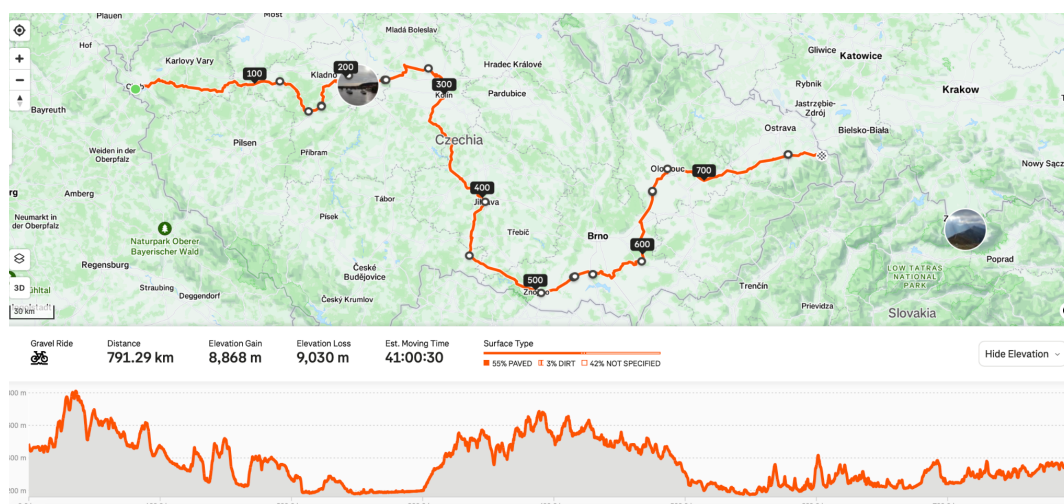 Plauen
Most
Mladá Boleslav
Hof
Karlovy Vary
Kladno
Hradec Králové
Gliwice
Katowice
100
200
300
Kolín
Pardubice
Rybnik
Krakow
Bayreuth
Jastrzębie-
Zdrój
Plsen
Czechia
Ostrava
Bielsko-Biała
Weiden in der
Oberpfalz
Příbram
Olomouc
700
Nowy Sącz
Amberg
Tábor
400
Jihlava
Neumarkt in
der Oberpfalz
Písek
Třebíč
Brno
Naturpark Oberer
Bayerischer Wald
600
Regensburg
České
Budějovice
500
Znojmo
LOW TATRAS
NATIONAL
PARK
Poprad
3D
Straubing
Deggendorf
Český Krumlov
Trenčín
Prievidza
Slovakia
30 km
Gravel Ride
Distance
Elevation Gain
Elevation Loss
Est. Moving Time
Surface Type
791.29 km
8,868 m
9,030 m
41:00:30
55% PAVED
3% DIRT
42% NOT SPECIFIED
Hide Elevation